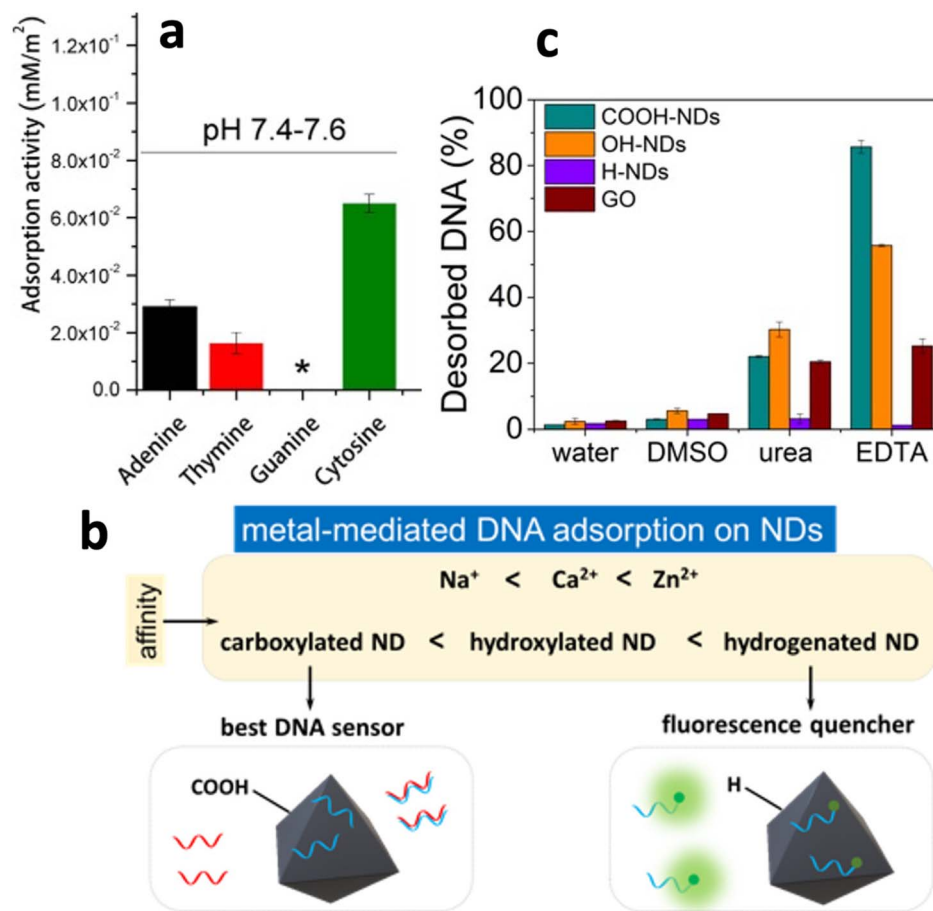 a
Adsorption activity (mM/m²)
1.2x10⁻¹
1.0x10⁻¹
8.0x10⁻²
6.0x10⁻²
4.0x10⁻²
2.0x10⁻²
0.0
pH 7.4-7.6
*
Adenine
Thymine
Guanine
Cytosine
c
Desorbed DNA (%)
100
80
60
40
20
0
COOH-NDs
OH-NDs
H-NDs
GO
water DMSO urea EDTA
b
metal-mediated DNA adsorption on NDs
affinity
Na⁺ < Ca²⁺ < Zn²⁺
carboxylated ND < hydroxylated ND < hydrogenated ND
best DNA sensor
COOH
fluorescence quencher
H